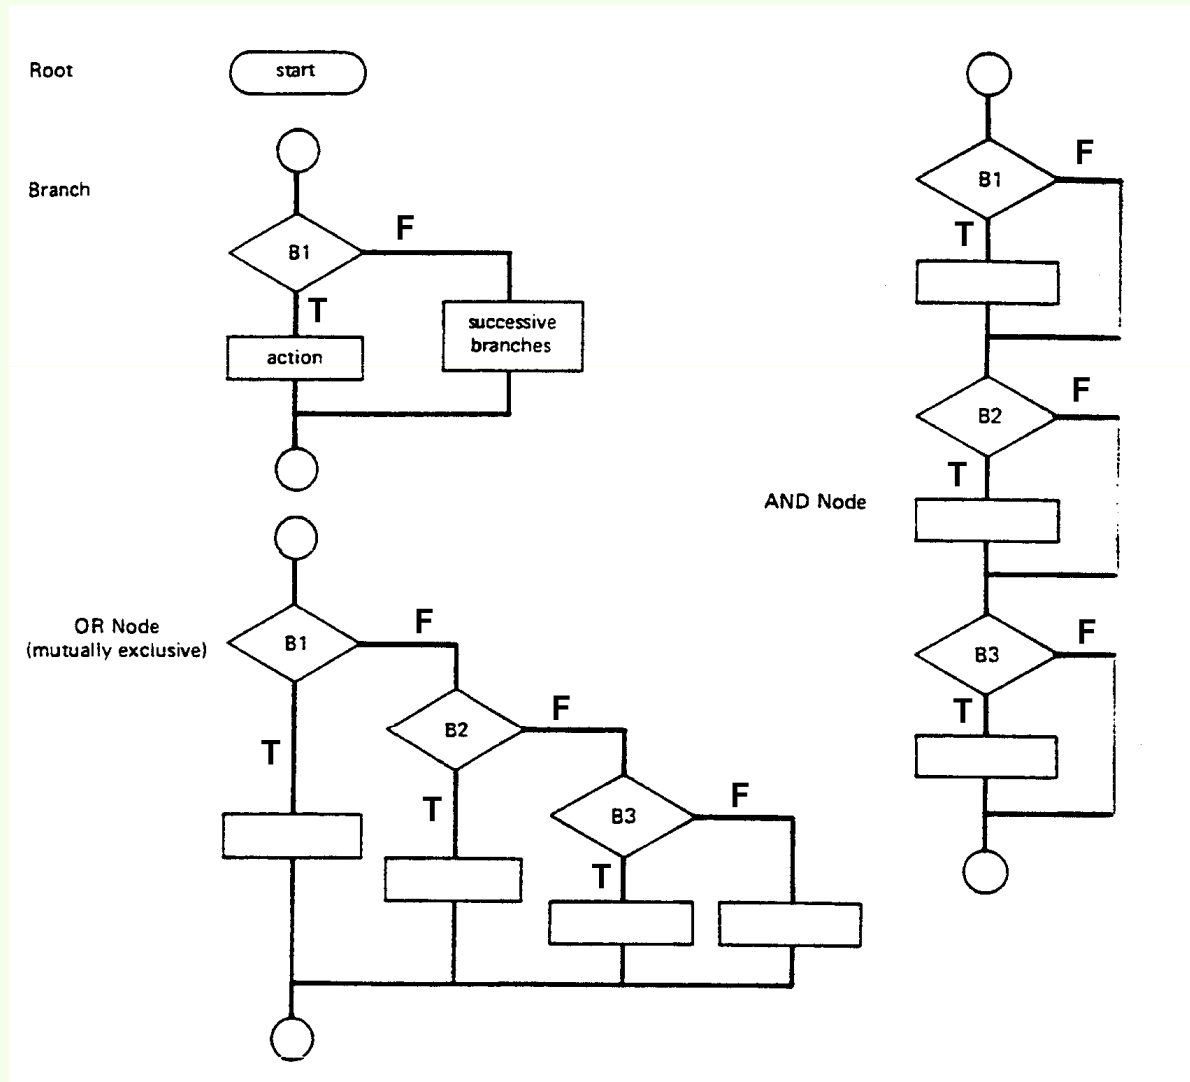 Root
start
Branch
B1
F
T
action
successive
branches
OR Node
(mutually exclusive)
B1
F
T
B2
F
T
B3
F
T
AND Node
B1
F
T
B2
F
T
B3
F
T